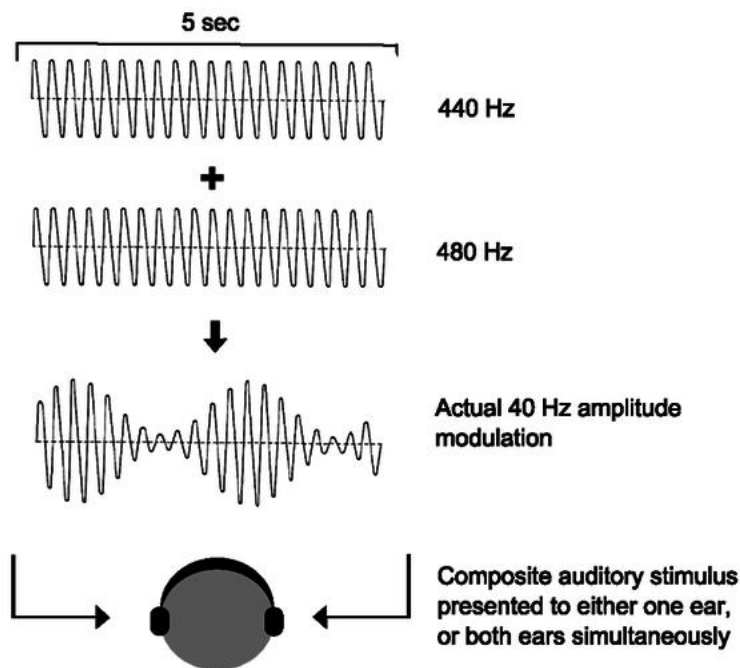 5 sec
440 Hz
+
480 Hz
Actual 40 Hz amplitude
modulation
Composite auditory stimulus
presented to either one ear,
or both ears simultaneously